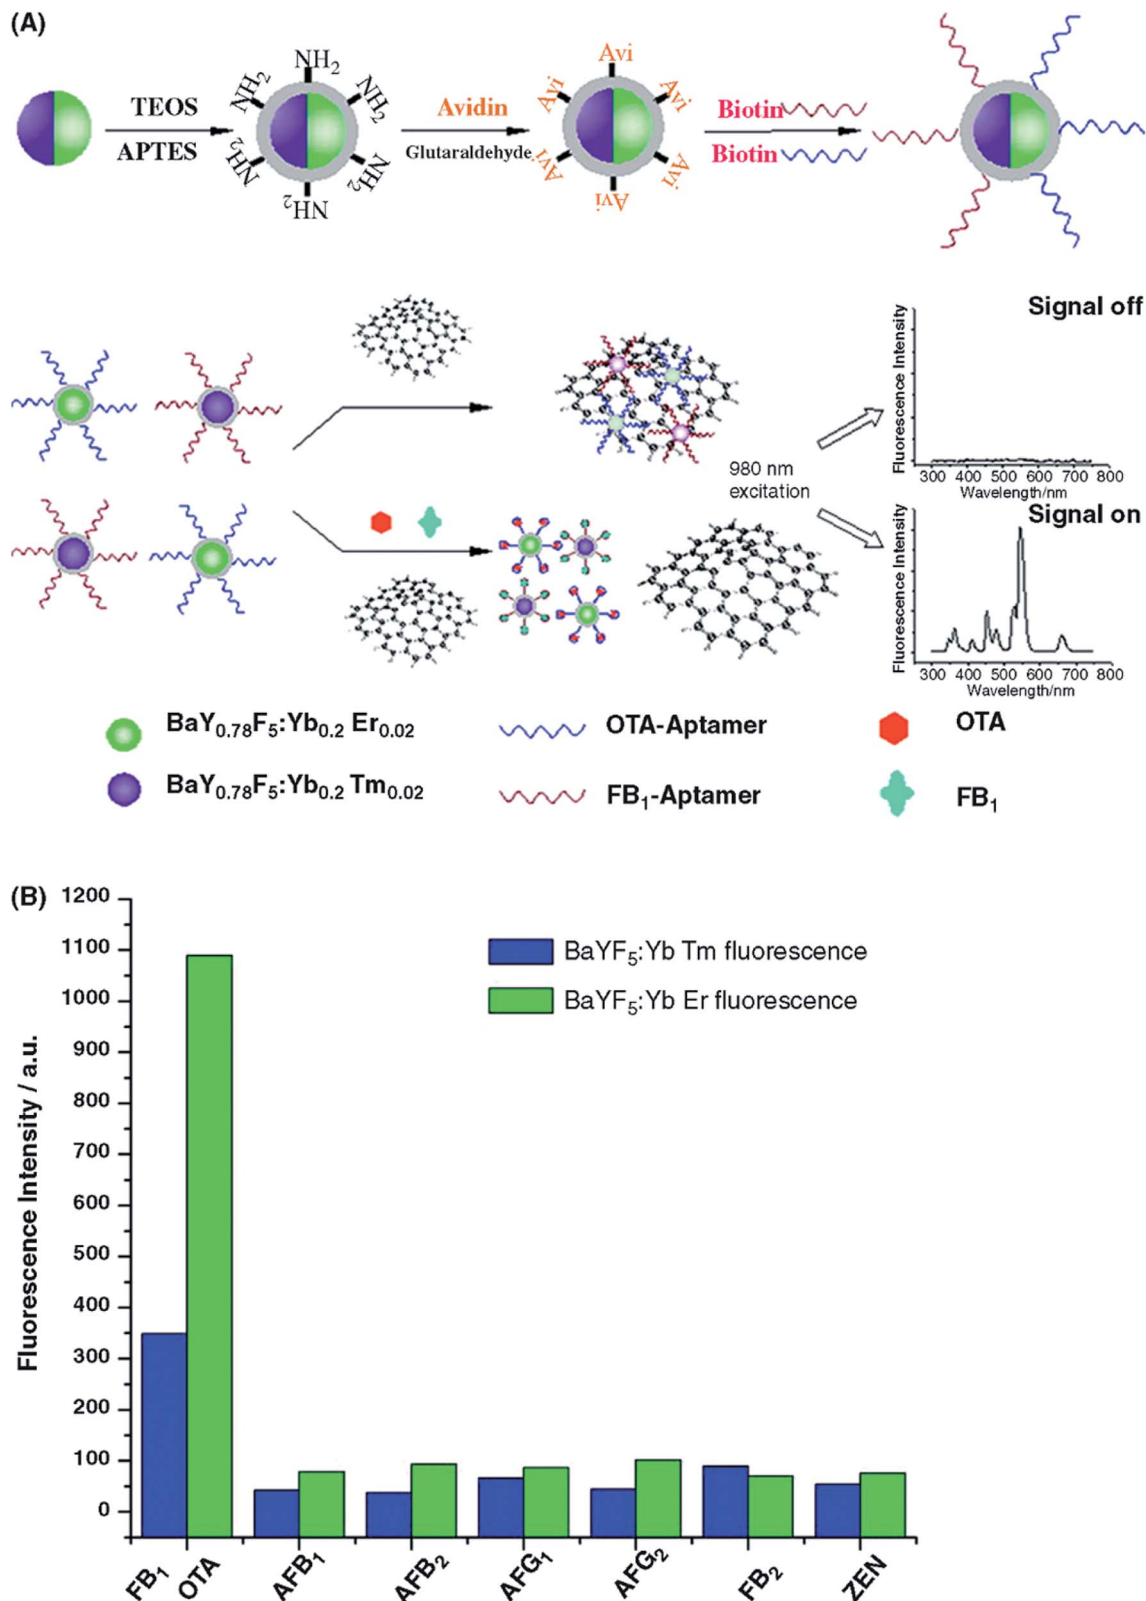 (A)
TEOS
APTES
NH₂
NH₂
NH₂
NH₂
NH₂
NH₂
Avidin
Glutaraldehyde
Avi
Avi
Avi
Avi
Avi
Avi
Biotin
Biotin
Signal off
Fluorescence Intensity
300 400 500 600 700 800
Wavelength/nm
980 nm
excitation
Signal on
Fluorescence Intensity
300 400 500 600 700 800
Wavelength/nm
BaY₀.₇₈F₅:Yb₀.₂ Er₀.₀₂
OTA-Aptamer
OTA
BaY₀.₇₈F₅:Yb₀.₂ Tm₀.₀₂
FB₁-Aptamer
FB₁
(B)
1200
1100
1000
900
800
700
600
500
400
300
200
100
0
Fluorescence Intensity / a.u.
BaYF₅:Yb Tm fluorescence
BaYF₅:Yb Er fluorescence
FB₁ OTA AFB₁ AFB₂ AFG₁ AFG₂ FB₂ ZEN